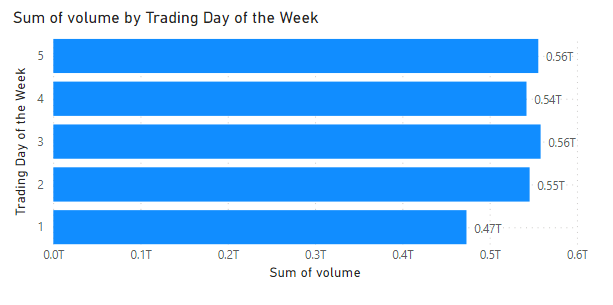 Sum of volume by Trading Day of the Week
Trading Day of the Week
5
0.56T
4
0.54T
3
0.56T
2
0.55T
1
0.47T
0.0T 0.1T 0.2T 0.3T 0.4T 0.5T 0.6T
Sum of volume